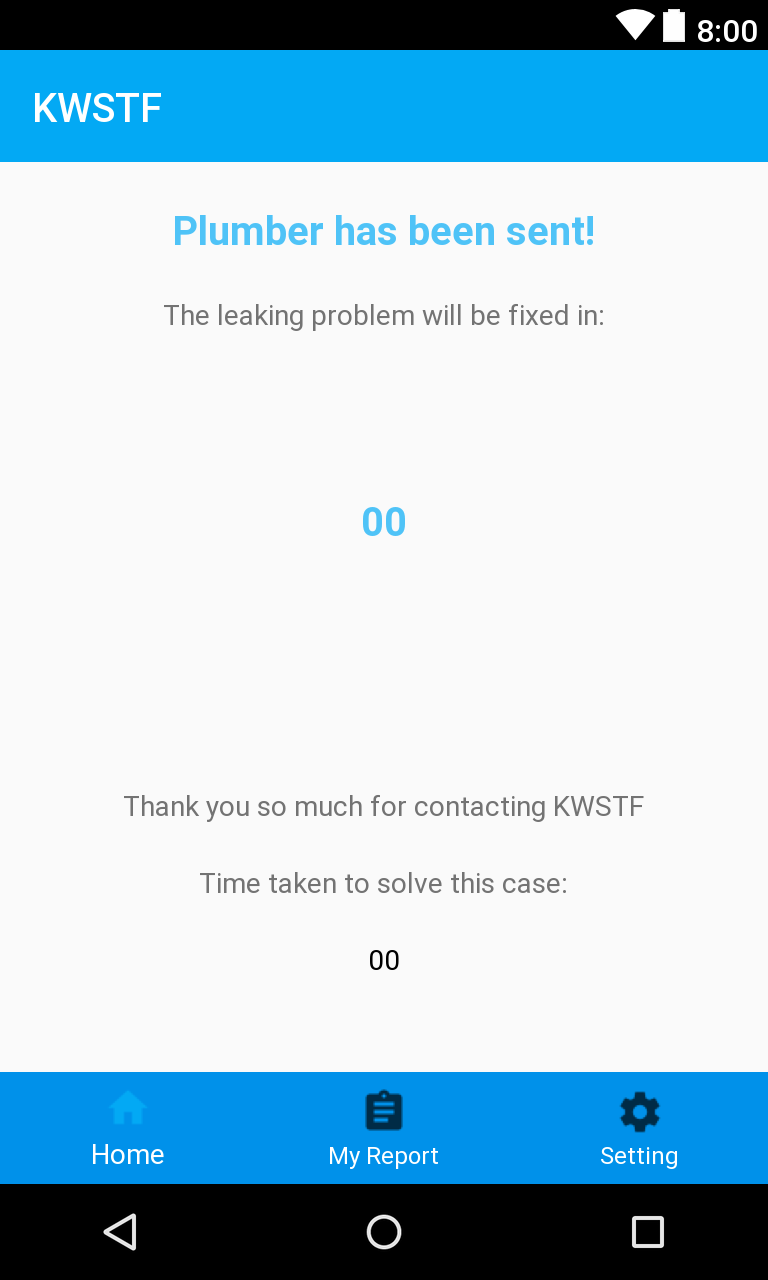 8:00
KWSTF
Plumber has been sent!
The leaking problem will be fixed in:
00
Thank you so much for contacting KWSTF
Time taken to solve this case:
00
Home
My Report
Setting